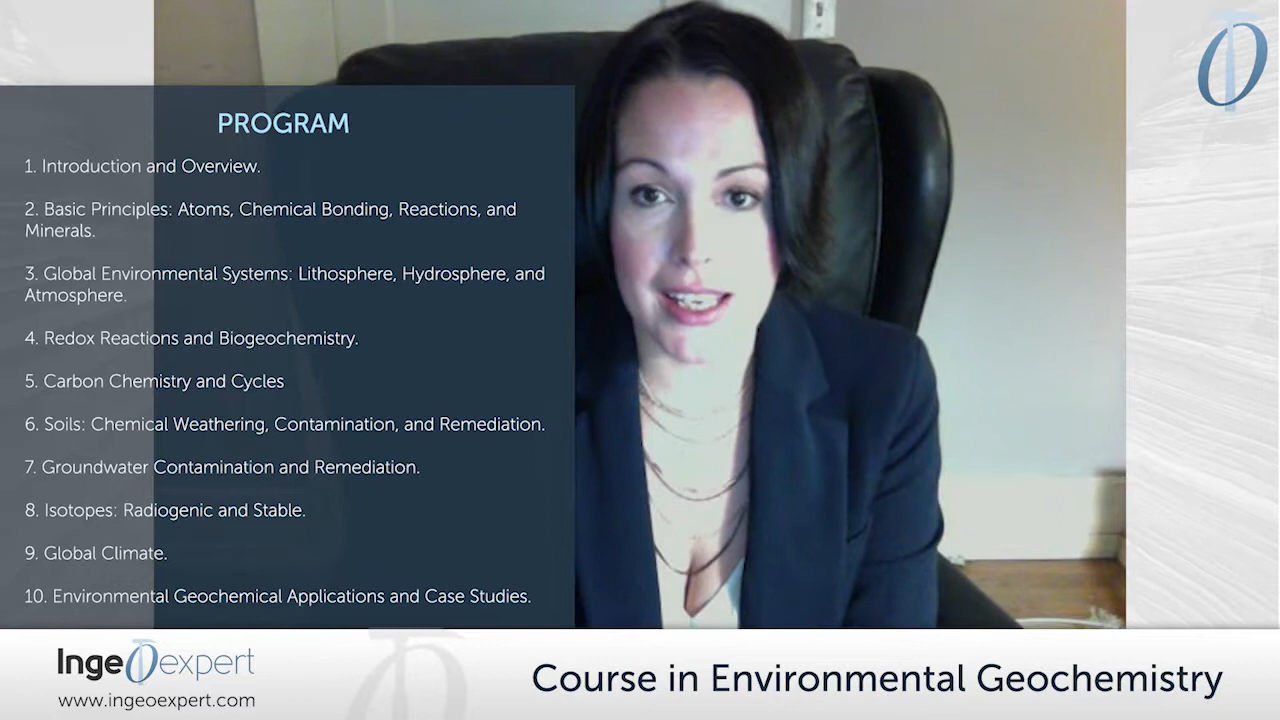 PROGRAM
1. Introduction and Overview.
2. Basic Principles: Atoms, Chemical Bonding, Reactions, and
Minerals.
3. Global Environmental Systems: Lithosphere, Hydrosphere, and
Atmosphere.
4. Redox Reactions and Biogeochemistry.
5. Carbon Chemistry and Cycles
6. Soils: Chemical Weathering, Contamination, and Remediation.
7. Groundwater Contamination and Remediation.
8. Isotopes: Radiogenic and Stable.
9. Global Climate.
10. Environmental Geochemical Applications and Case Studies.
IngeOexpert
www.ingeoexpert.com
Course in Environmental Geochemistry